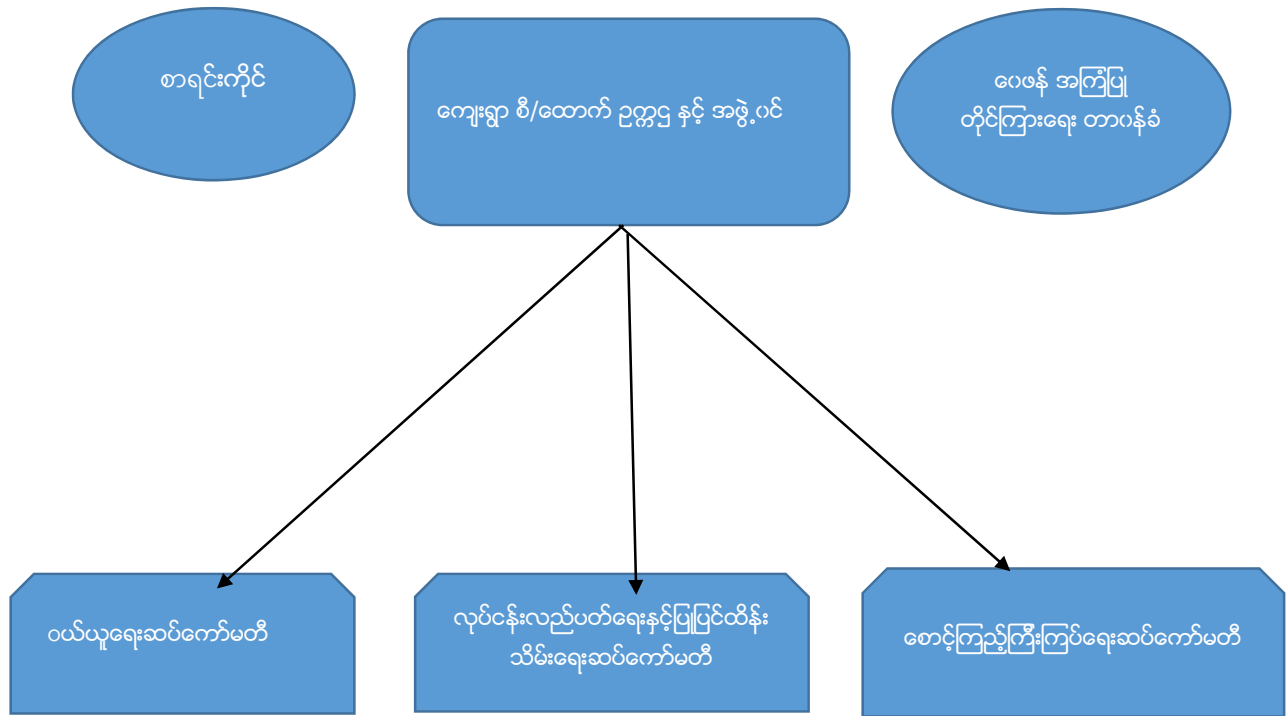 စာရင်းကိုင်
ကျေးရွာ စီ/ထောက် ဥက္ကဌ နှင့် အဖွဲ့ဝင်
ဝေဖန် အကြံပြု
တိုင်ကြားရေး တာဝန်ခံ
ဝယ်ယူရေးဆပ်ကော်မတီ
လုပ်ငန်းလည်ပတ်ရေးနှင့်ပြုပြင်ထိန်း
သိမ်းရေးဆပ်ကော်မတီ
စောင့်ကြည့်ကြီးကြပ်ရေးဆပ်ကော်မတီ